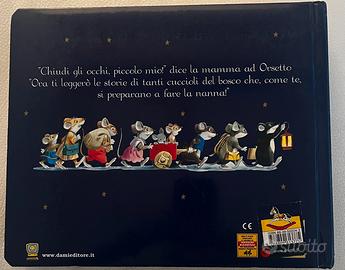 "Chiudi gli occhi, piccolo mio!" dice la mamma ad Orsetto
"Ora ti leggerò le storie di tanti cuccioli del bosco che, come te,
si preparano a fare la nanna!"
www.damieditore.it
CE
subito